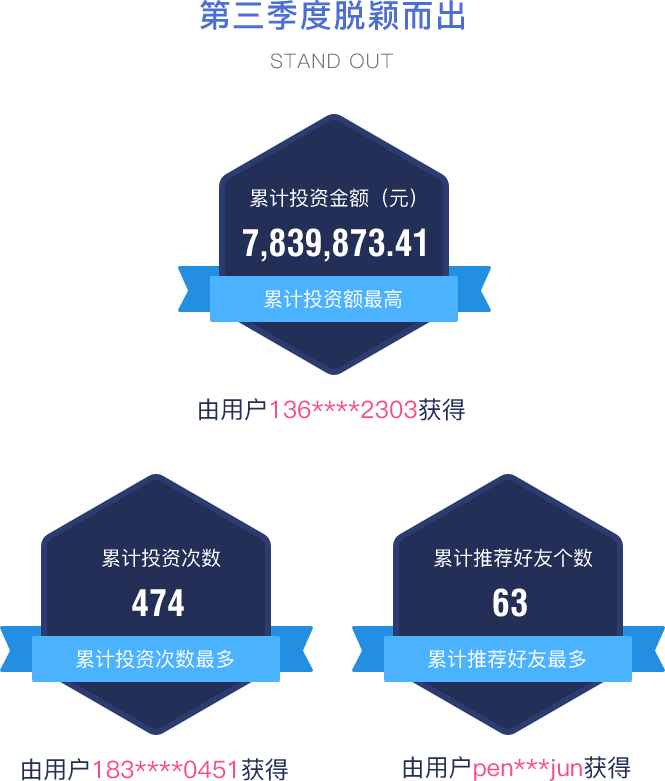 第三季度脱颖而出
STAND OUT
累计投资金额（元）
7,839,873.41
累计投资额最高
由用户136****2303获得
累计投资次数
474
累计投资次数最多
由用户183****0451获得
累计推荐好友个数
63
累计推荐好友最多
由用户pen***jun获得